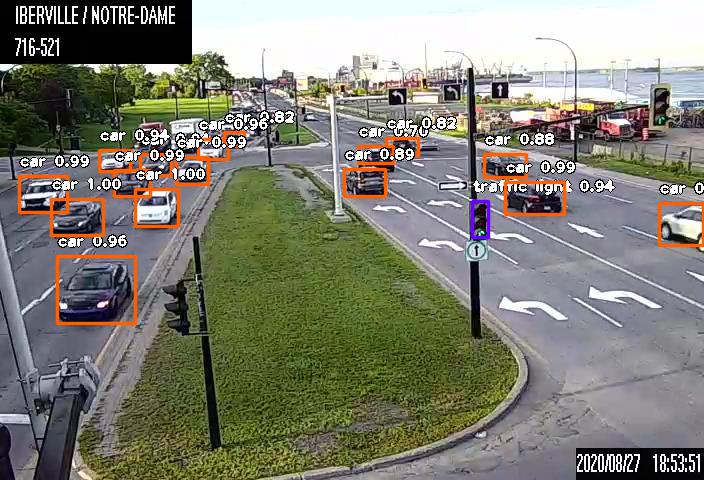 IBERVILLE / NOTRE-DAME
716-521
car 0.82
car 0.96
car 0.94
car 0.99
car 0.99
car 0.99
car 1.00
car 1.00
car 0.96
car 0.82
car 0.70
car 0.89
car 0.88
car 0.99
traffic light 0.94
car 0
2020/08/27 18:53:51